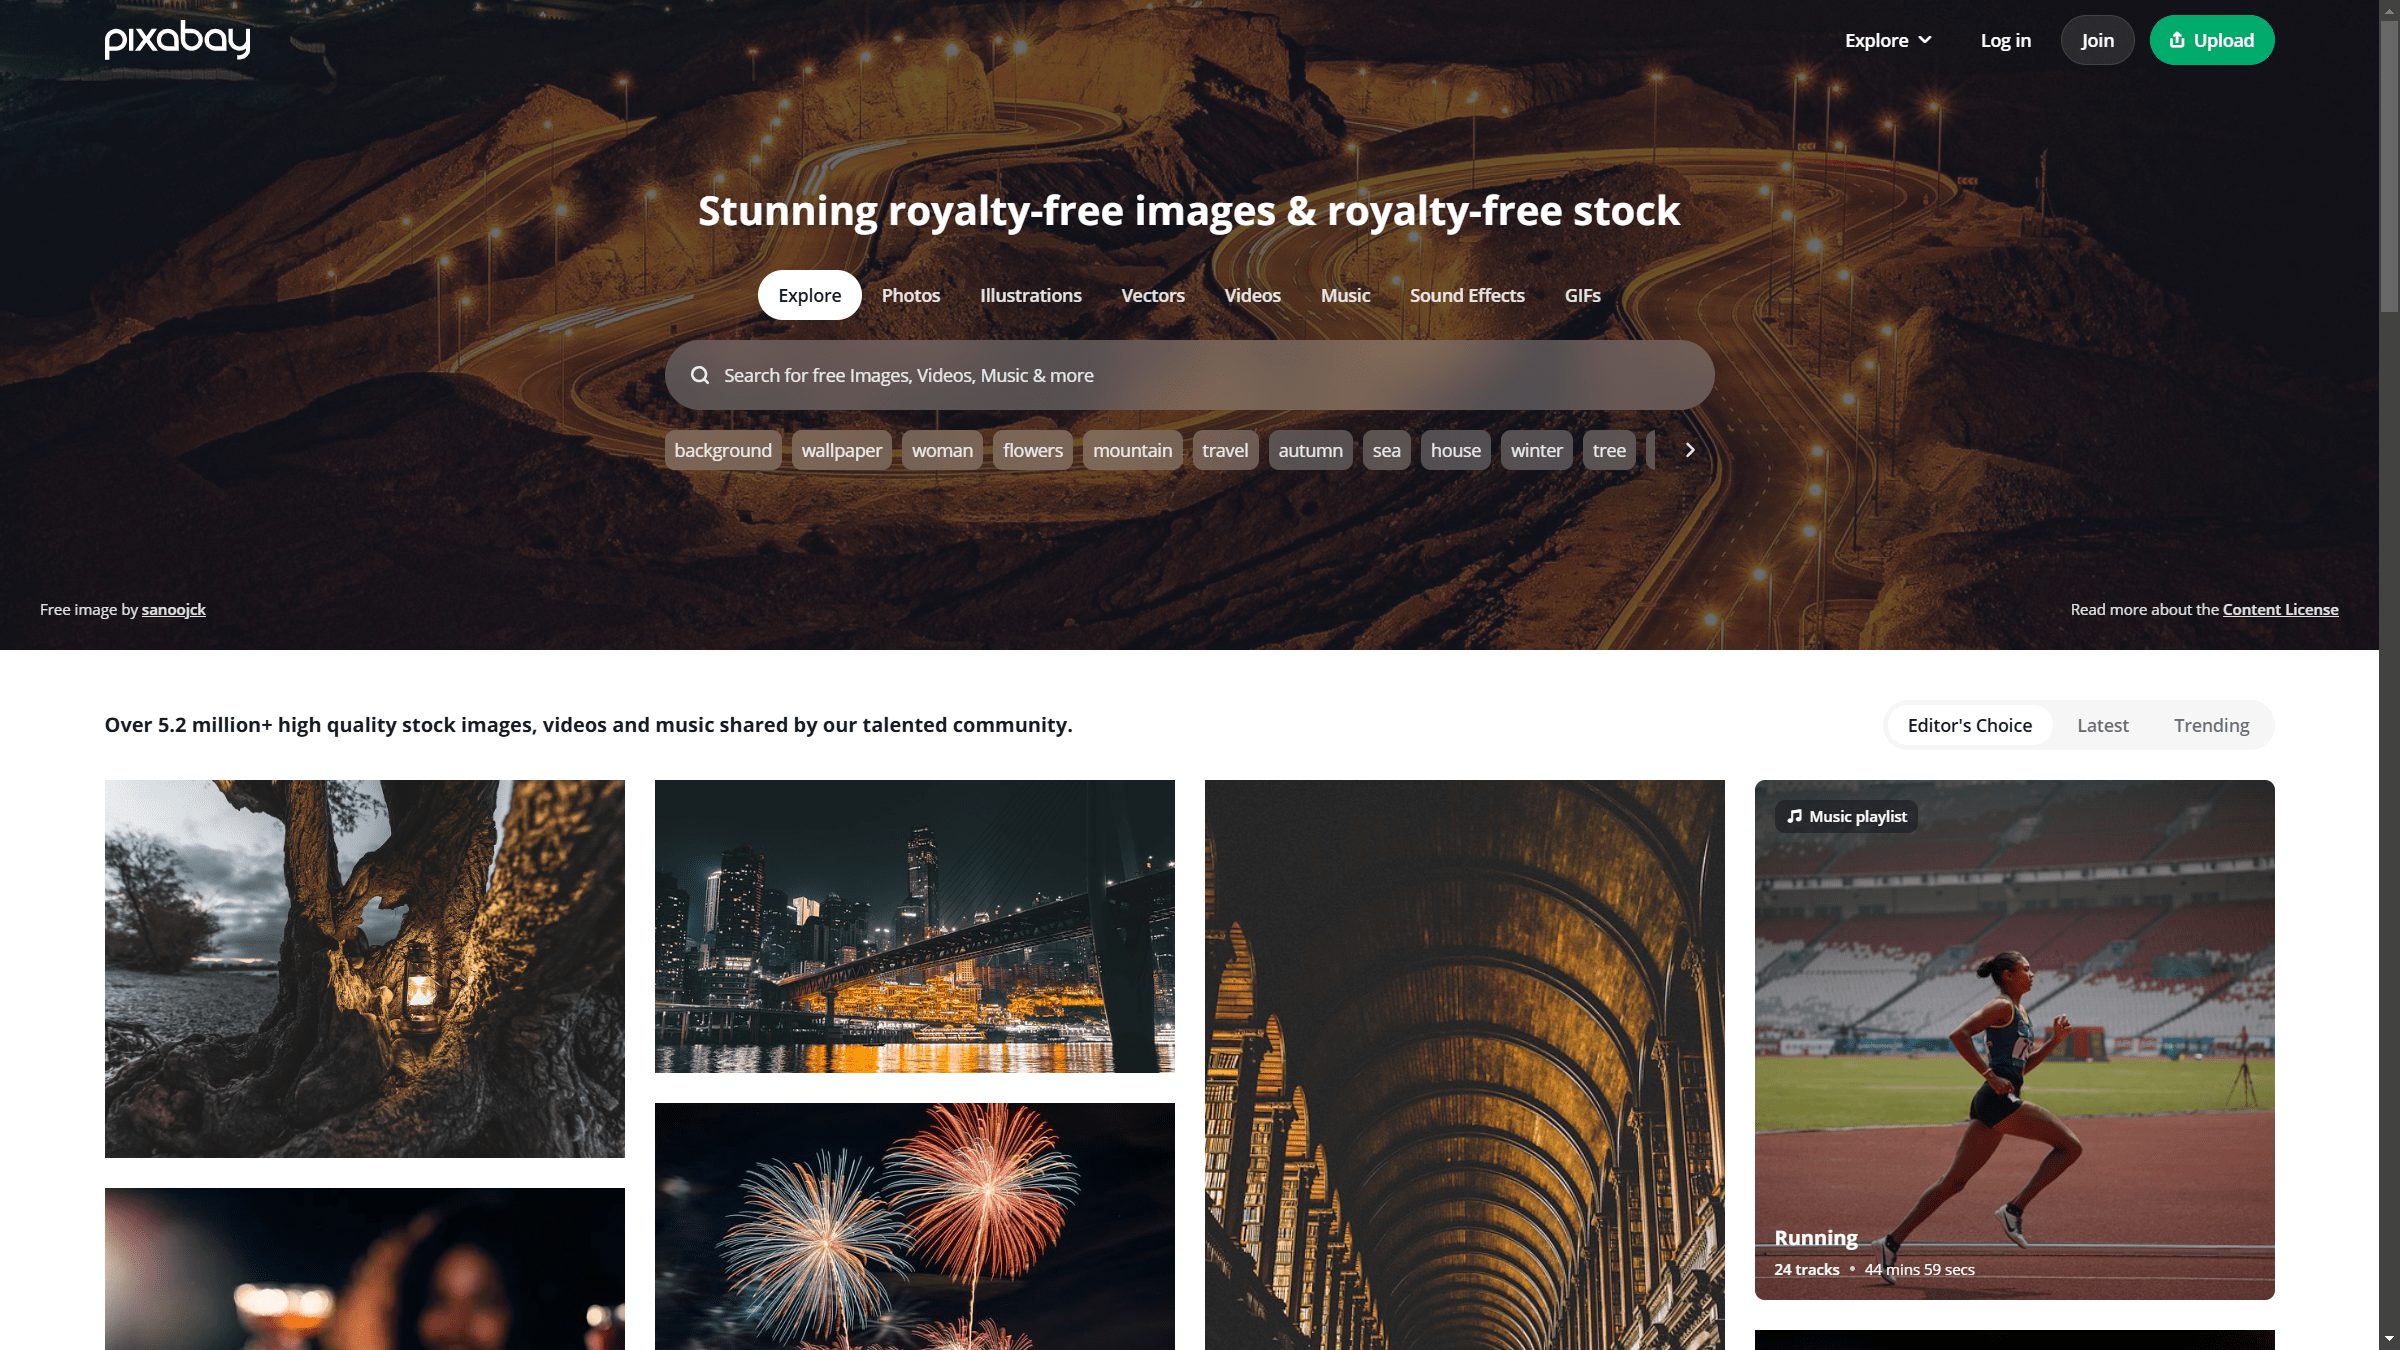 pixabay
Explore
Log in
Join
Upload
Stunning royalty-free images & royalty-free stock
Explore
Photos
Illustrations
Vectors
Videos
Music
Sound Effects
GIFs
Search for free Images, Videos, Music & more
background
wallpaper
woman
flowers
mountain
travel
autumn
sea
house
winter
tree
Free image by sanoojck
Read more about the Content License
Over 5.2 million+ high quality stock images, videos and music shared by our talented community.
Editor's Choice
Latest
Trending
Music playlist
Running
24 tracks • 44 mins 59 secs